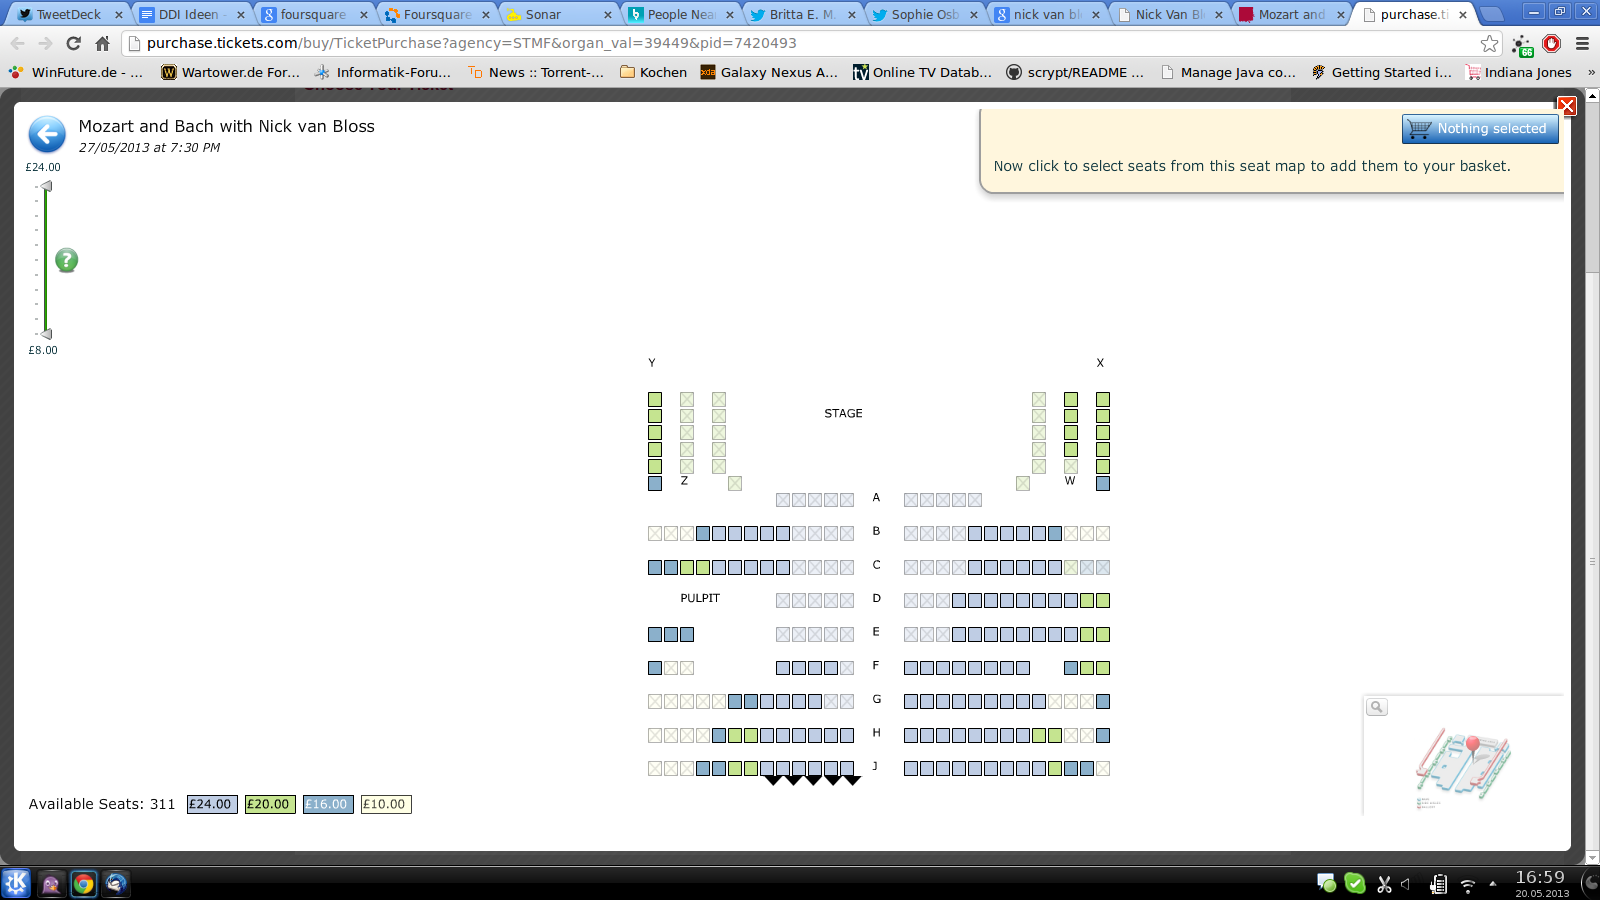 TweetDeck
DDI Ideen -
foursquare
Foursquare
Sonar
People Nea
Britta E. M.
Sophie Osb
nick van bl
Nick Van Bl
Mozart and
purchase.ti
purchase.tickets.com/buy/TicketPurchase?agency=STMF&organ_val=39449&pid=7420493
66
WinFuture.de - ...
Wartower.de For...
Informatik-Foru...
News :: Torrent-...
Kochen
Galaxy Nexus A...
Online TV Datab...
scrypt/README ...
Manage Java co...
Getting Started i...
Indiana Jones
»
Choose Your Ticket
Mozart and Bach with Nick van Bloss
27/05/2013 at 7:30 PM
Nothing selected
Now click to select seats from this seat map to add them to your basket.
£24.00
?
£8.00
Y
X
STAGE
Z
W
A
B
C
PULPIT
D
E
F
G
H
J
Available Seats: 311 £24.00 £20.00 £16.00 £10.00
16:59
20.05.2013